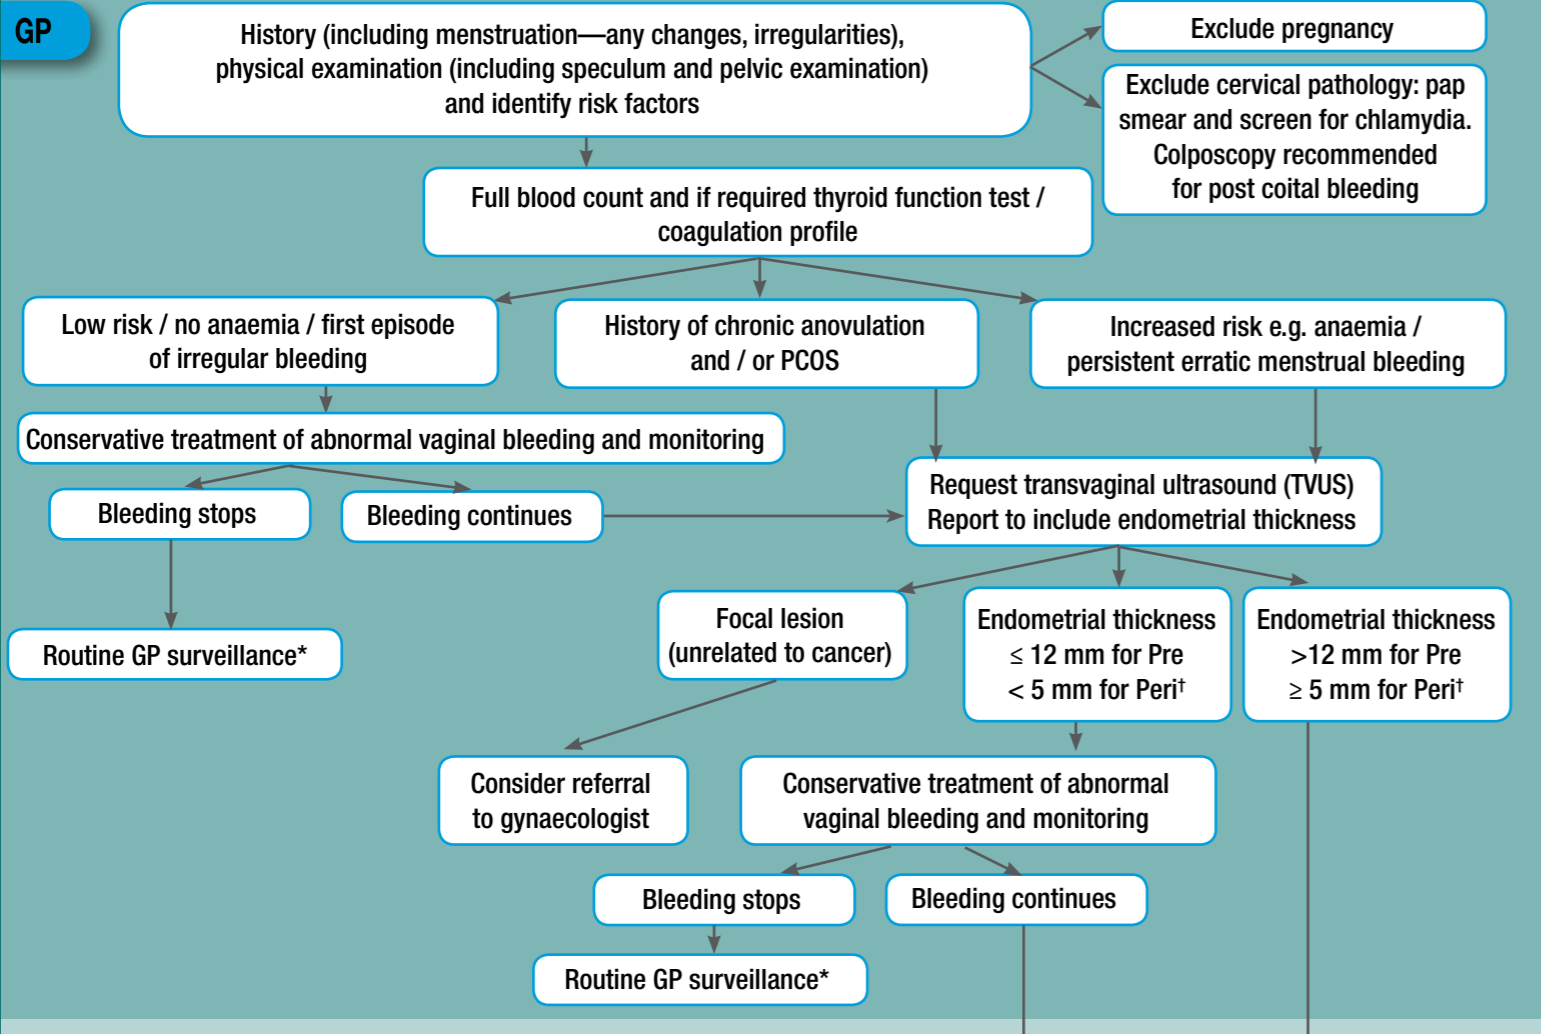 GP
History (including menstruation—any changes, irregularities),
physical examination (including speculum and pelvic examination)
and identify risk factors
Exclude pregnancy
Exclude cervical pathology: pap
smear and screen for chlamydia.
Colposcopy recommended
for post coital bleeding
Full blood count and if required thyroid function test /
coagulation profile
Low risk / no anaemia / first episode
of irregular bleeding
History of chronic anovulation
and / or PCOS
Increased risk e.g. anaemia /
persistent erratic menstrual bleeding
Conservative treatment of abnormal vaginal bleeding and monitoring
Bleeding stops
Bleeding continues
Request transvaginal ultrasound (TVUS)
Report to include endometrial thickness
Routine GP surveillance*
Focal lesion
(unrelated to cancer)
Endometrial thickness
≤ 12 mm for Pre
< 5 mm for Peri†
Endometrial thickness
>12 mm for Pre
≥ 5 mm for Peri†
Consider referral
to gynaecologist
Conservative treatment of abnormal
vaginal bleeding and monitoring
Bleeding stops
Bleeding continues
Routine GP surveillance*